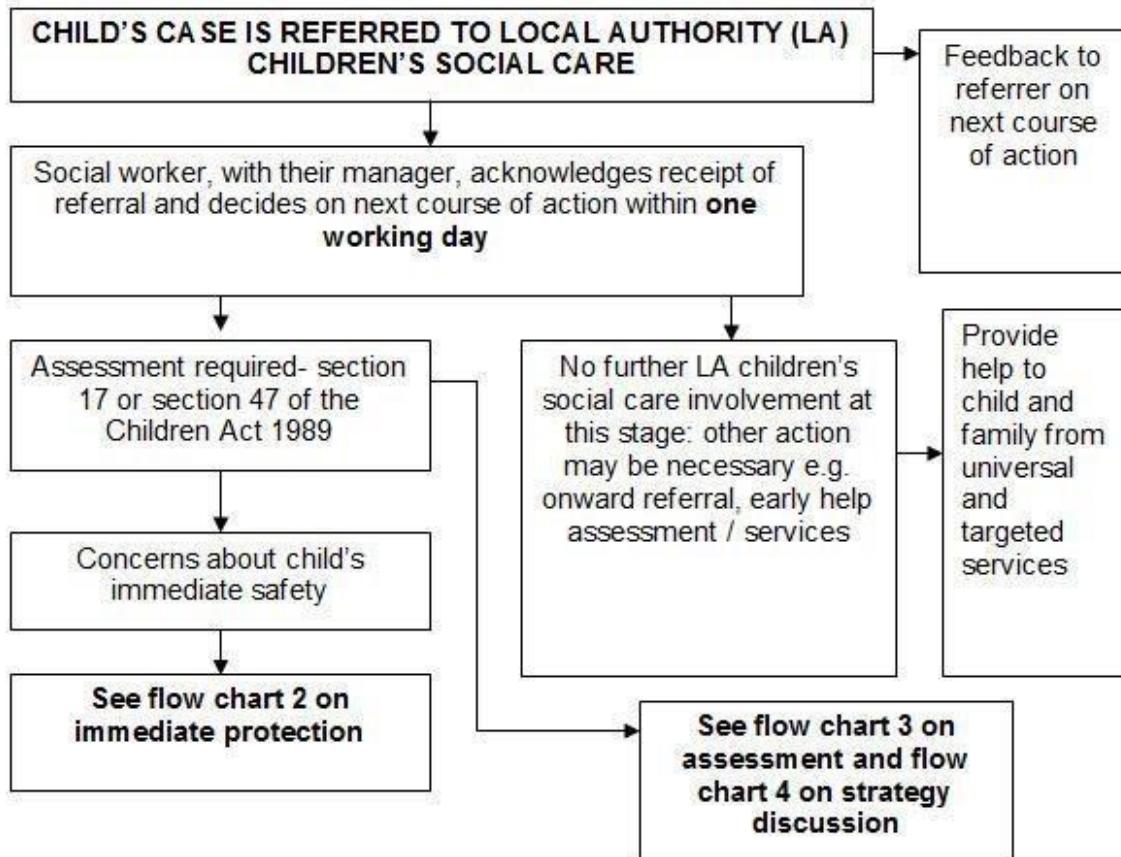 CHILD’S CASE IS REFERRED TO LOCAL AUTHORITY (LA)
CHILDREN’S SOCIAL CARE
Feedback to
referrer on
next course
of action
Social worker, with their manager, acknowledges receipt of
referral and decides on next course of action within one
working day
Assessment required- section
17 or section 47 of the
Children Act 1989
No further LA children’s
social care involvement at
this stage: other action
may be necessary e.g.
onward referral, early help
assessment / services
Provide
help to
child and
family from
universal
and
targeted
services
Concerns about child’s
immediate safety
See flow chart 2 on
immediate protection
See flow chart 3 on
assessment and flow
chart 4 on strategy
discussion